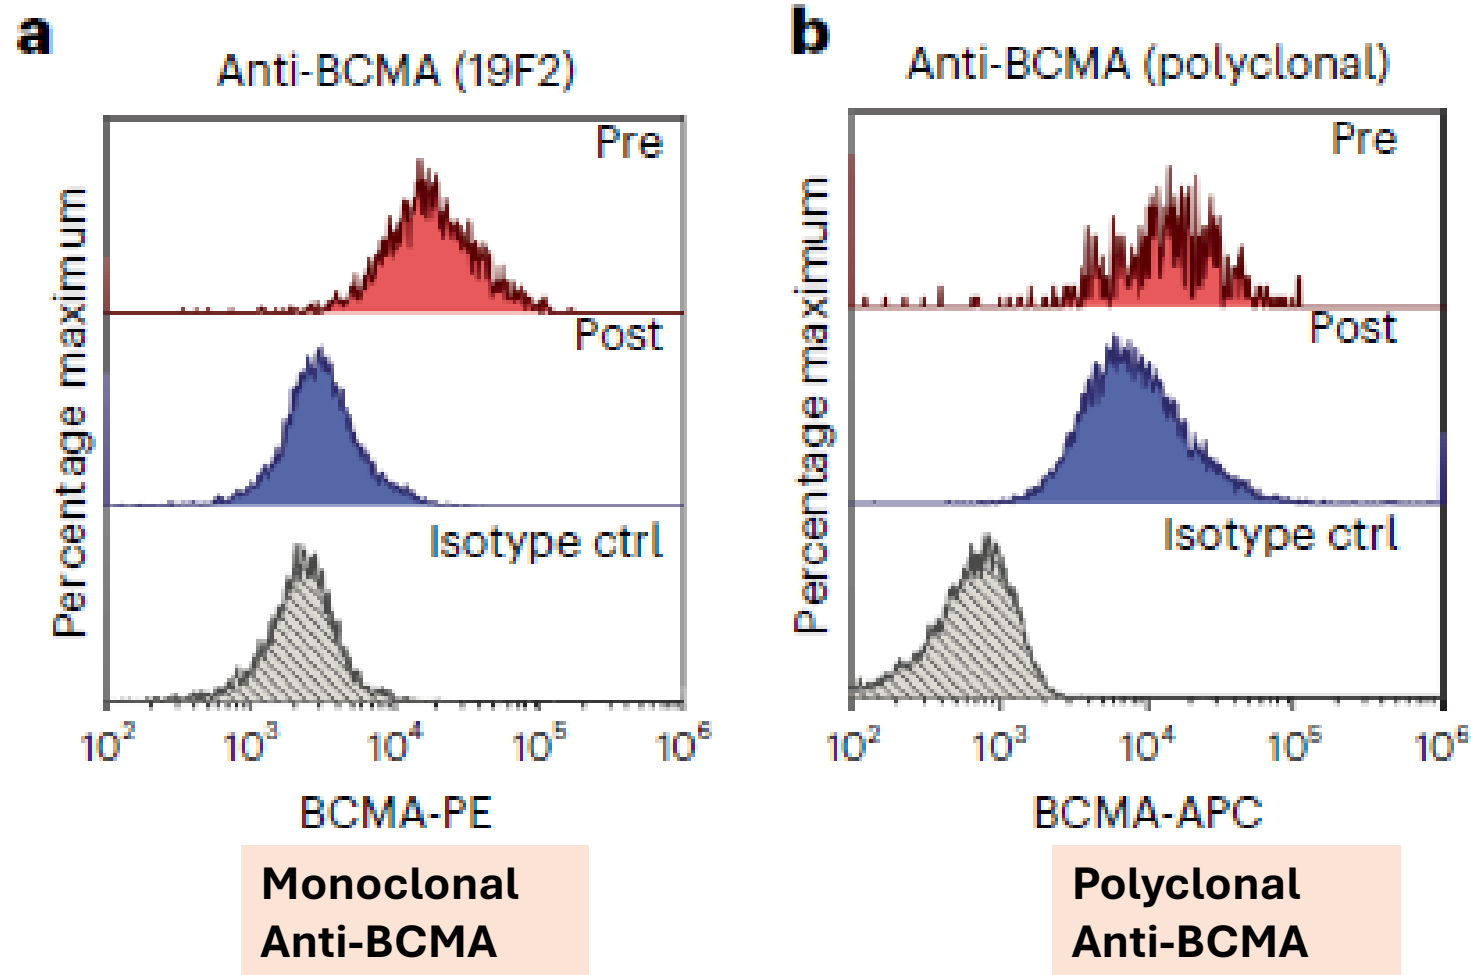 a
Anti-BCMA (19F2)
Percentage maximum
Pre
Post
Isotype ctrl
10² 10³ 10⁴ 10⁵ 10⁶
BCMA-PE
Monoclonal
Anti-BCMA
b
Anti-BCMA (polyclonal)
Percentage maximum
Pre
Post
Isotype ctrl
10² 10³ 10⁴ 10⁵ 10⁶
BCMA-APC
Polyclonal
Anti-BCMA